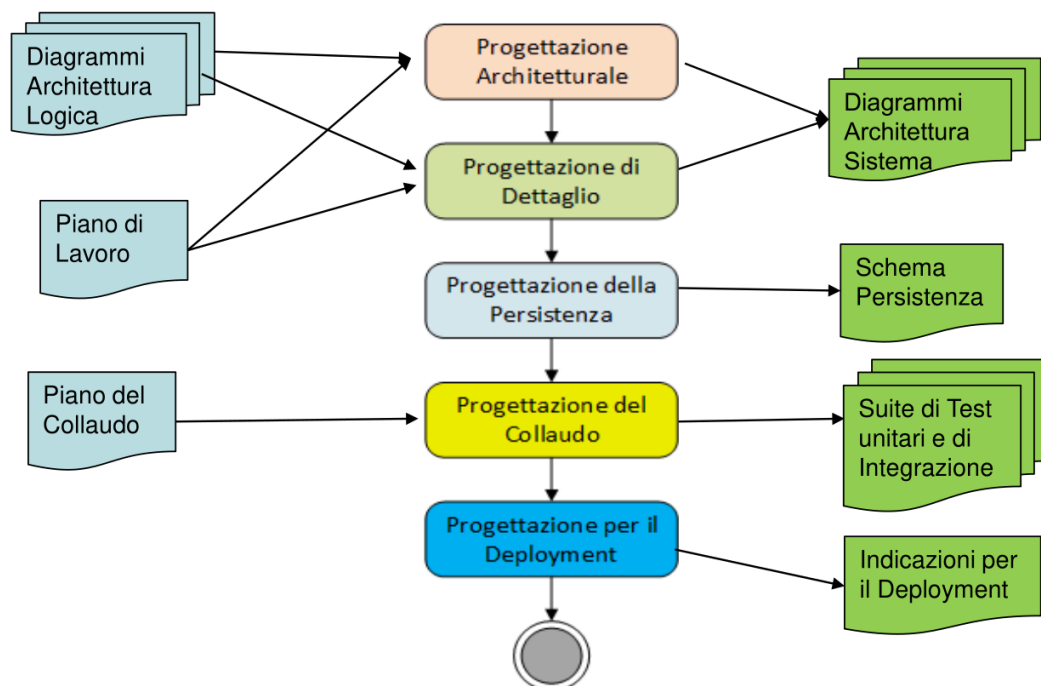 Diagrammi
Architettura
Logica
Piano di
Lavoro
Piano del
Collaudo
Progettazione
Architetturale
Progettazione di
Dettaglio
Progettazione della
Persistenza
Progettazione del
Collaudo
Progettazione per il
Deployment
Diagrammi
Architettura
Sistema
Schema
Persistenza
Suite di Test
unitari e di
Integrazione
Indicazioni per
il Deployment